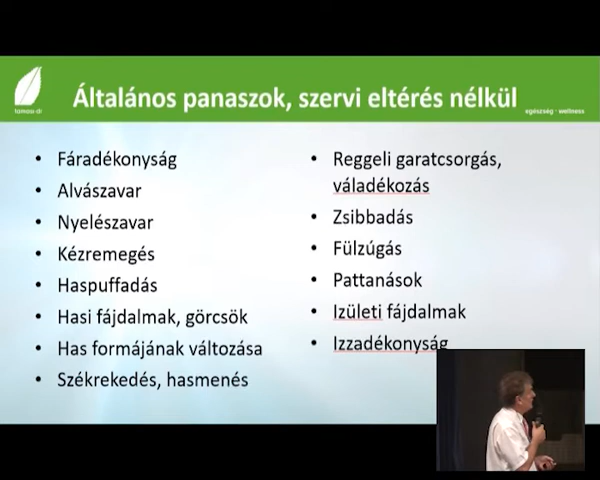 Általános panaszok, szervi eltérés nélkül
egészség - wellness
Fáradékonyság
Alvászavar
Nyelészavar
Kézremegés
Haspuffadás
Hasi fájdalmak, görcsök
Has formájának változása
Székrekedés, hasmenés
Reggeli garatcsorgás,
váladékozás
Zsibbadás
Fülzúgás
Pattanások
Izületi fájdalmak
Izzadékonyság